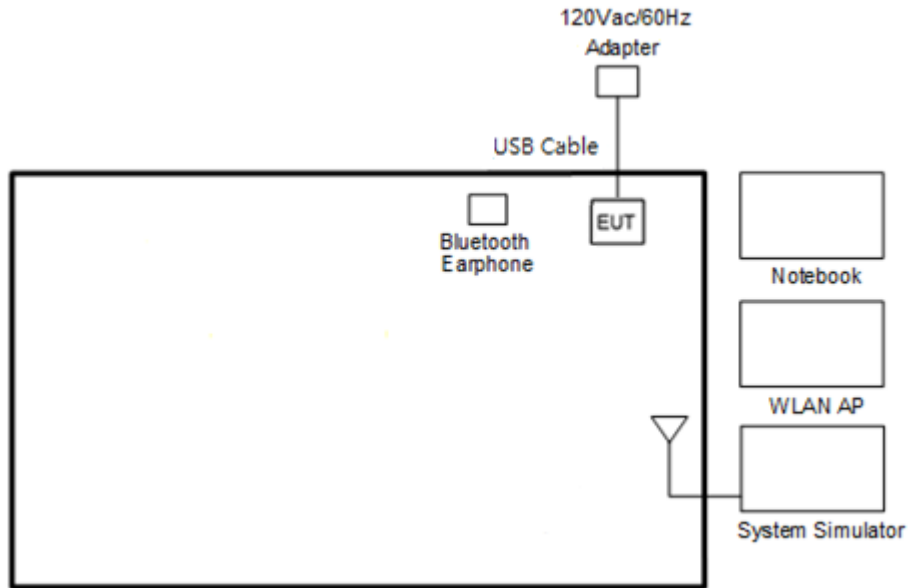 120Vac/60Hz
Adapter
USB Cable
EUT
Bluetooth
Earphone
Notebook
WLAN AP
System Simulator